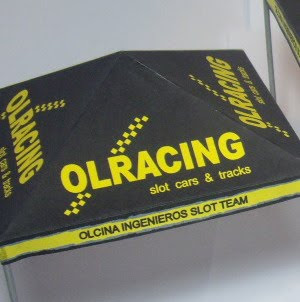 OLRACING
slot cars & tracks
OLRACING
slot cars & tracks
OLRACING
slot cars & tracks
OLCINA INGENIEROS SLOT TEAM